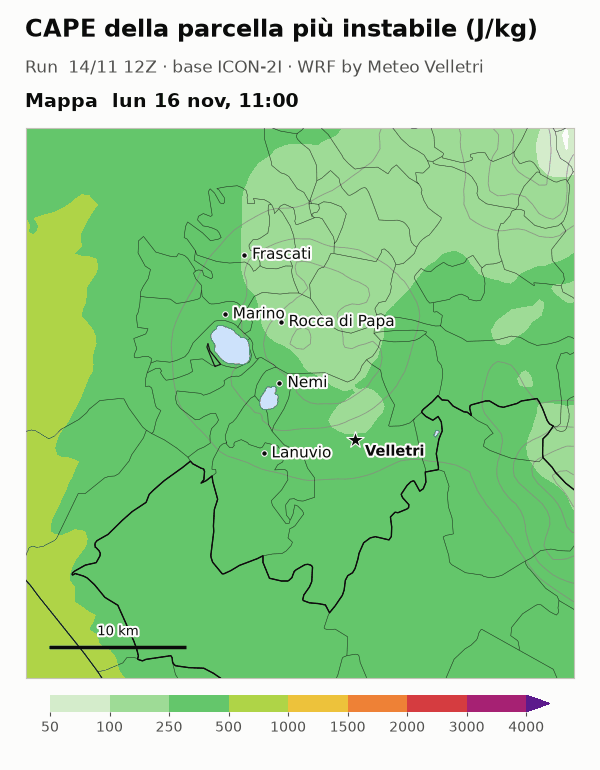 CAPE della parcella più instabile (J/kg)
Run  14/11 12Z · base ICON-2I · WRF by Meteo Velletri
Mappa  lun 16 nov, 11:00
Frascati
Marino
Rocca di Papa
Nemi
Velletri
Lanuvio
10 km
50 100 250 500 1000 1500 2000 3000 4000